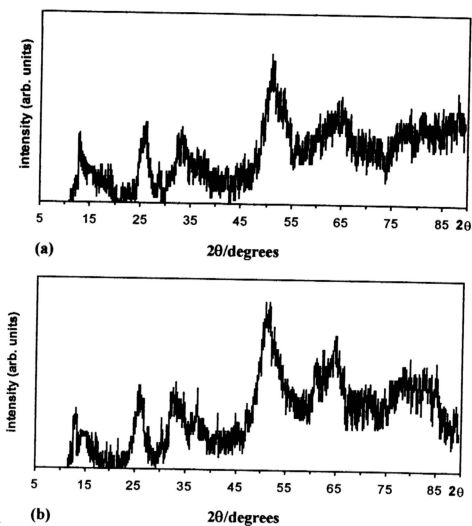 intensity (arb. units)
5 15 25 35 45 55 65 75 85 2θ
(a) 2θ/degrees
intensity (arb. units)
5 15 25 35 45 55 65 75 85 2θ
(b) 2θ/degrees